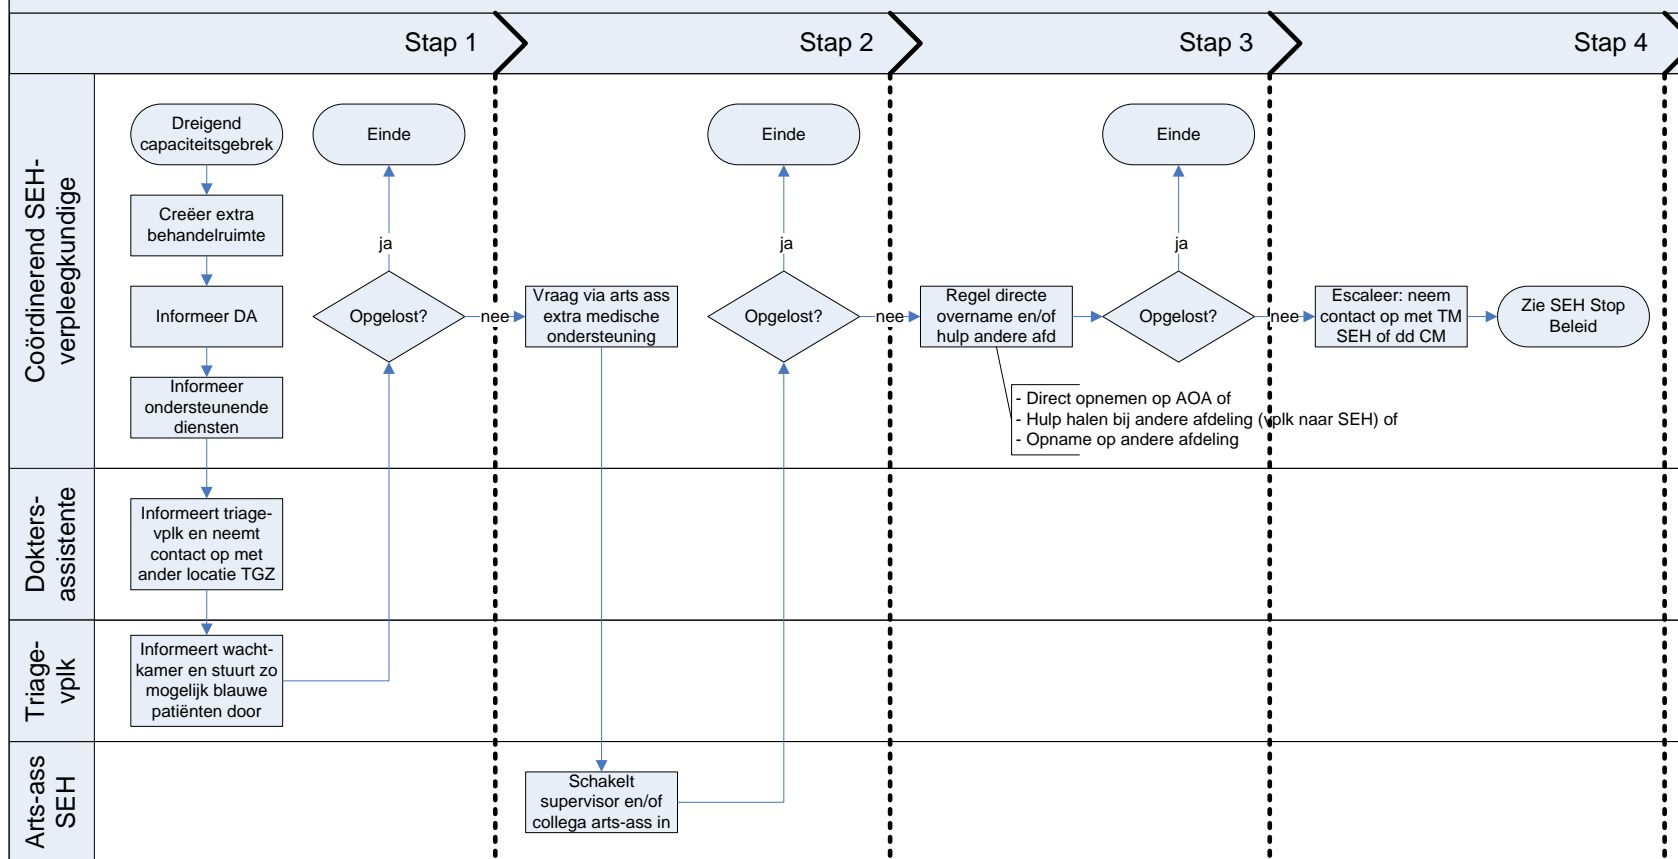 Stap 1
Stap 2
Stap 3
Stap 4
Coördinerend SEH-
verpleegkundige
Dreigend
capaciteitsgebrek
Creëer extra
behandelruimte
Informeer DA
Informeer
ondersteunende
diensten
Einde
ja
Opgelost?
nee
Vraag via arts ass
extra medische
ondersteuning
Einde
ja
Opgelost?
nee
Regel directe
overname en/of
hulp andere afd
- Direct opnemen op AOA of
- Hulp halen bij andere afdeling (vplk naar SEH) of
- Opname op andere afdeling
Einde
ja
Opgelost?
nee
Escaleer: neem
contact op met TM
SEH of dd CM
Zie SEH Stop
Beleid
Dokters-
assistente
Informeert triage-
vplk en neemt
contact op met
ander locatie TGZ
Triage-
vplk
Informeert wacht-
kamer en stuurt zo
mogelijk blauwe
patiënten door
Arts-ass
SEH
Schakelt
supervisor en/of
collega arts-ass in